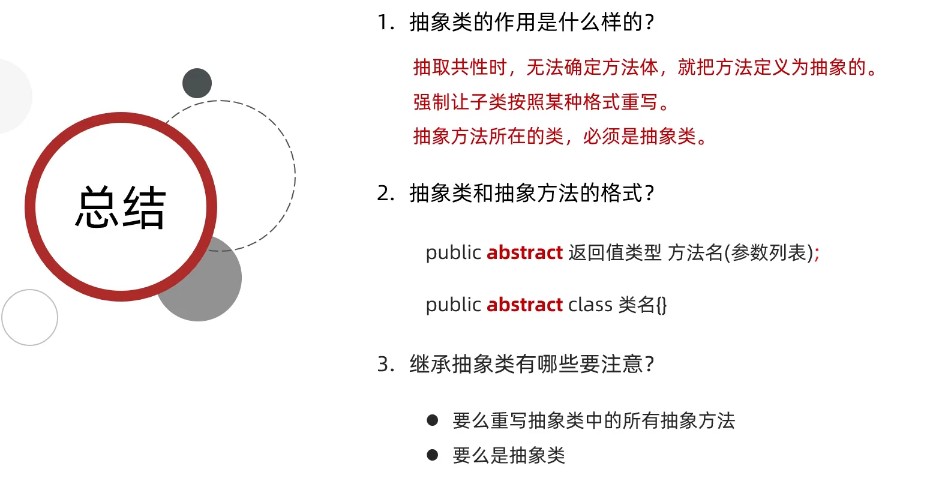 总结
1. 抽象类的作用是什么样的？
抽取共性时，无法确定方法体，就把方法定义为抽象的。
强制让子类按照某种格式重写。
抽象方法所在的类，必须是抽象类。
2. 抽象类和抽象方法的格式？
public abstract 返回值类型 方法名(参数列表);
public abstract class 类名{}
3. 继承抽象类有哪些要注意？
● 要么重写抽象类中的所有抽象方法
● 要么是抽象类